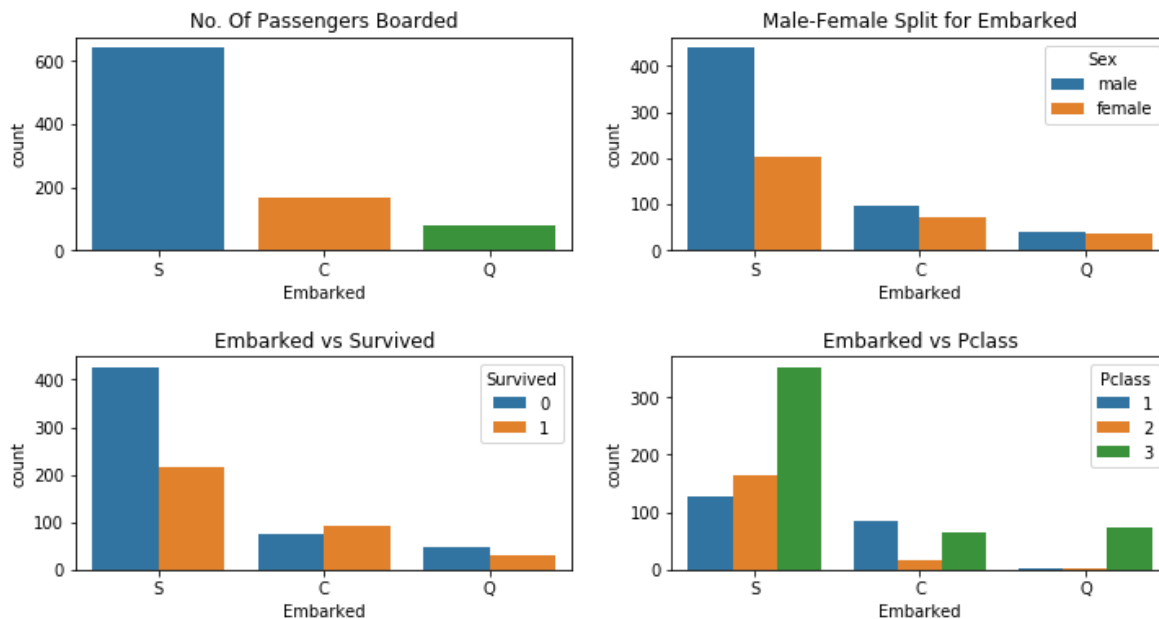 No. Of Passengers Boarded
600
400
200
0
count
S C Q
Embarked
Male-Female Split for Embarked
400
300
200
100
0
count
Sex
male
female
S C Q
Embarked
Embarked vs Survived
400
300
200
100
0
count
Survived
0
1
S C Q
Embarked
Embarked vs Pclass
300
200
100
0
count
Pclass
1
2
3
S C Q
Embarked